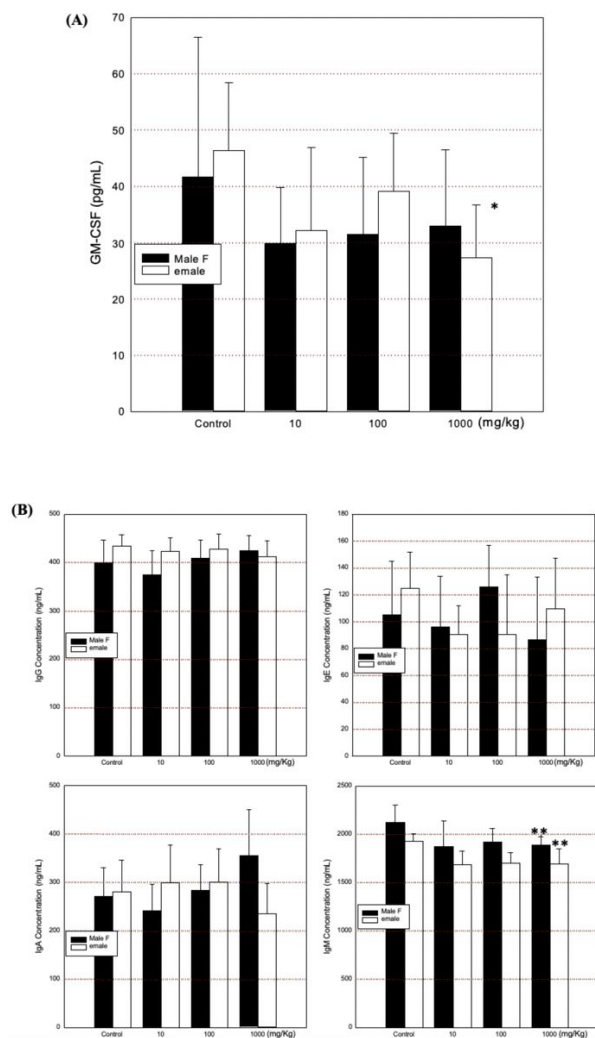 (A)
70
60
50
40
30
20
10
0
GM-CSF (pg/mL)
Male F
emale
*
Control 10 100 1000 (mg/kg)
(B)
500
400
300
200
100
0
IgG Concentration (ng/mL)
Male F
emale
Control 10 100 1000 (mg/Kg)
180
160
140
120
100
80
60
40
20
0
IgE Concentration (ng/mL)
Male F
emale
Control 10 100 1000 (mg/Kg)
500
400
300
200
100
0
IgA Concentration (ng/mL)
Male F
emale
Control 10 100 1000 (mg/Kg)
2500
2000
1500
1000
500
0
IgM Concentration (ng/mL)
Male F
emale
**
**
Control 10 100 1000 (mg/Kg)